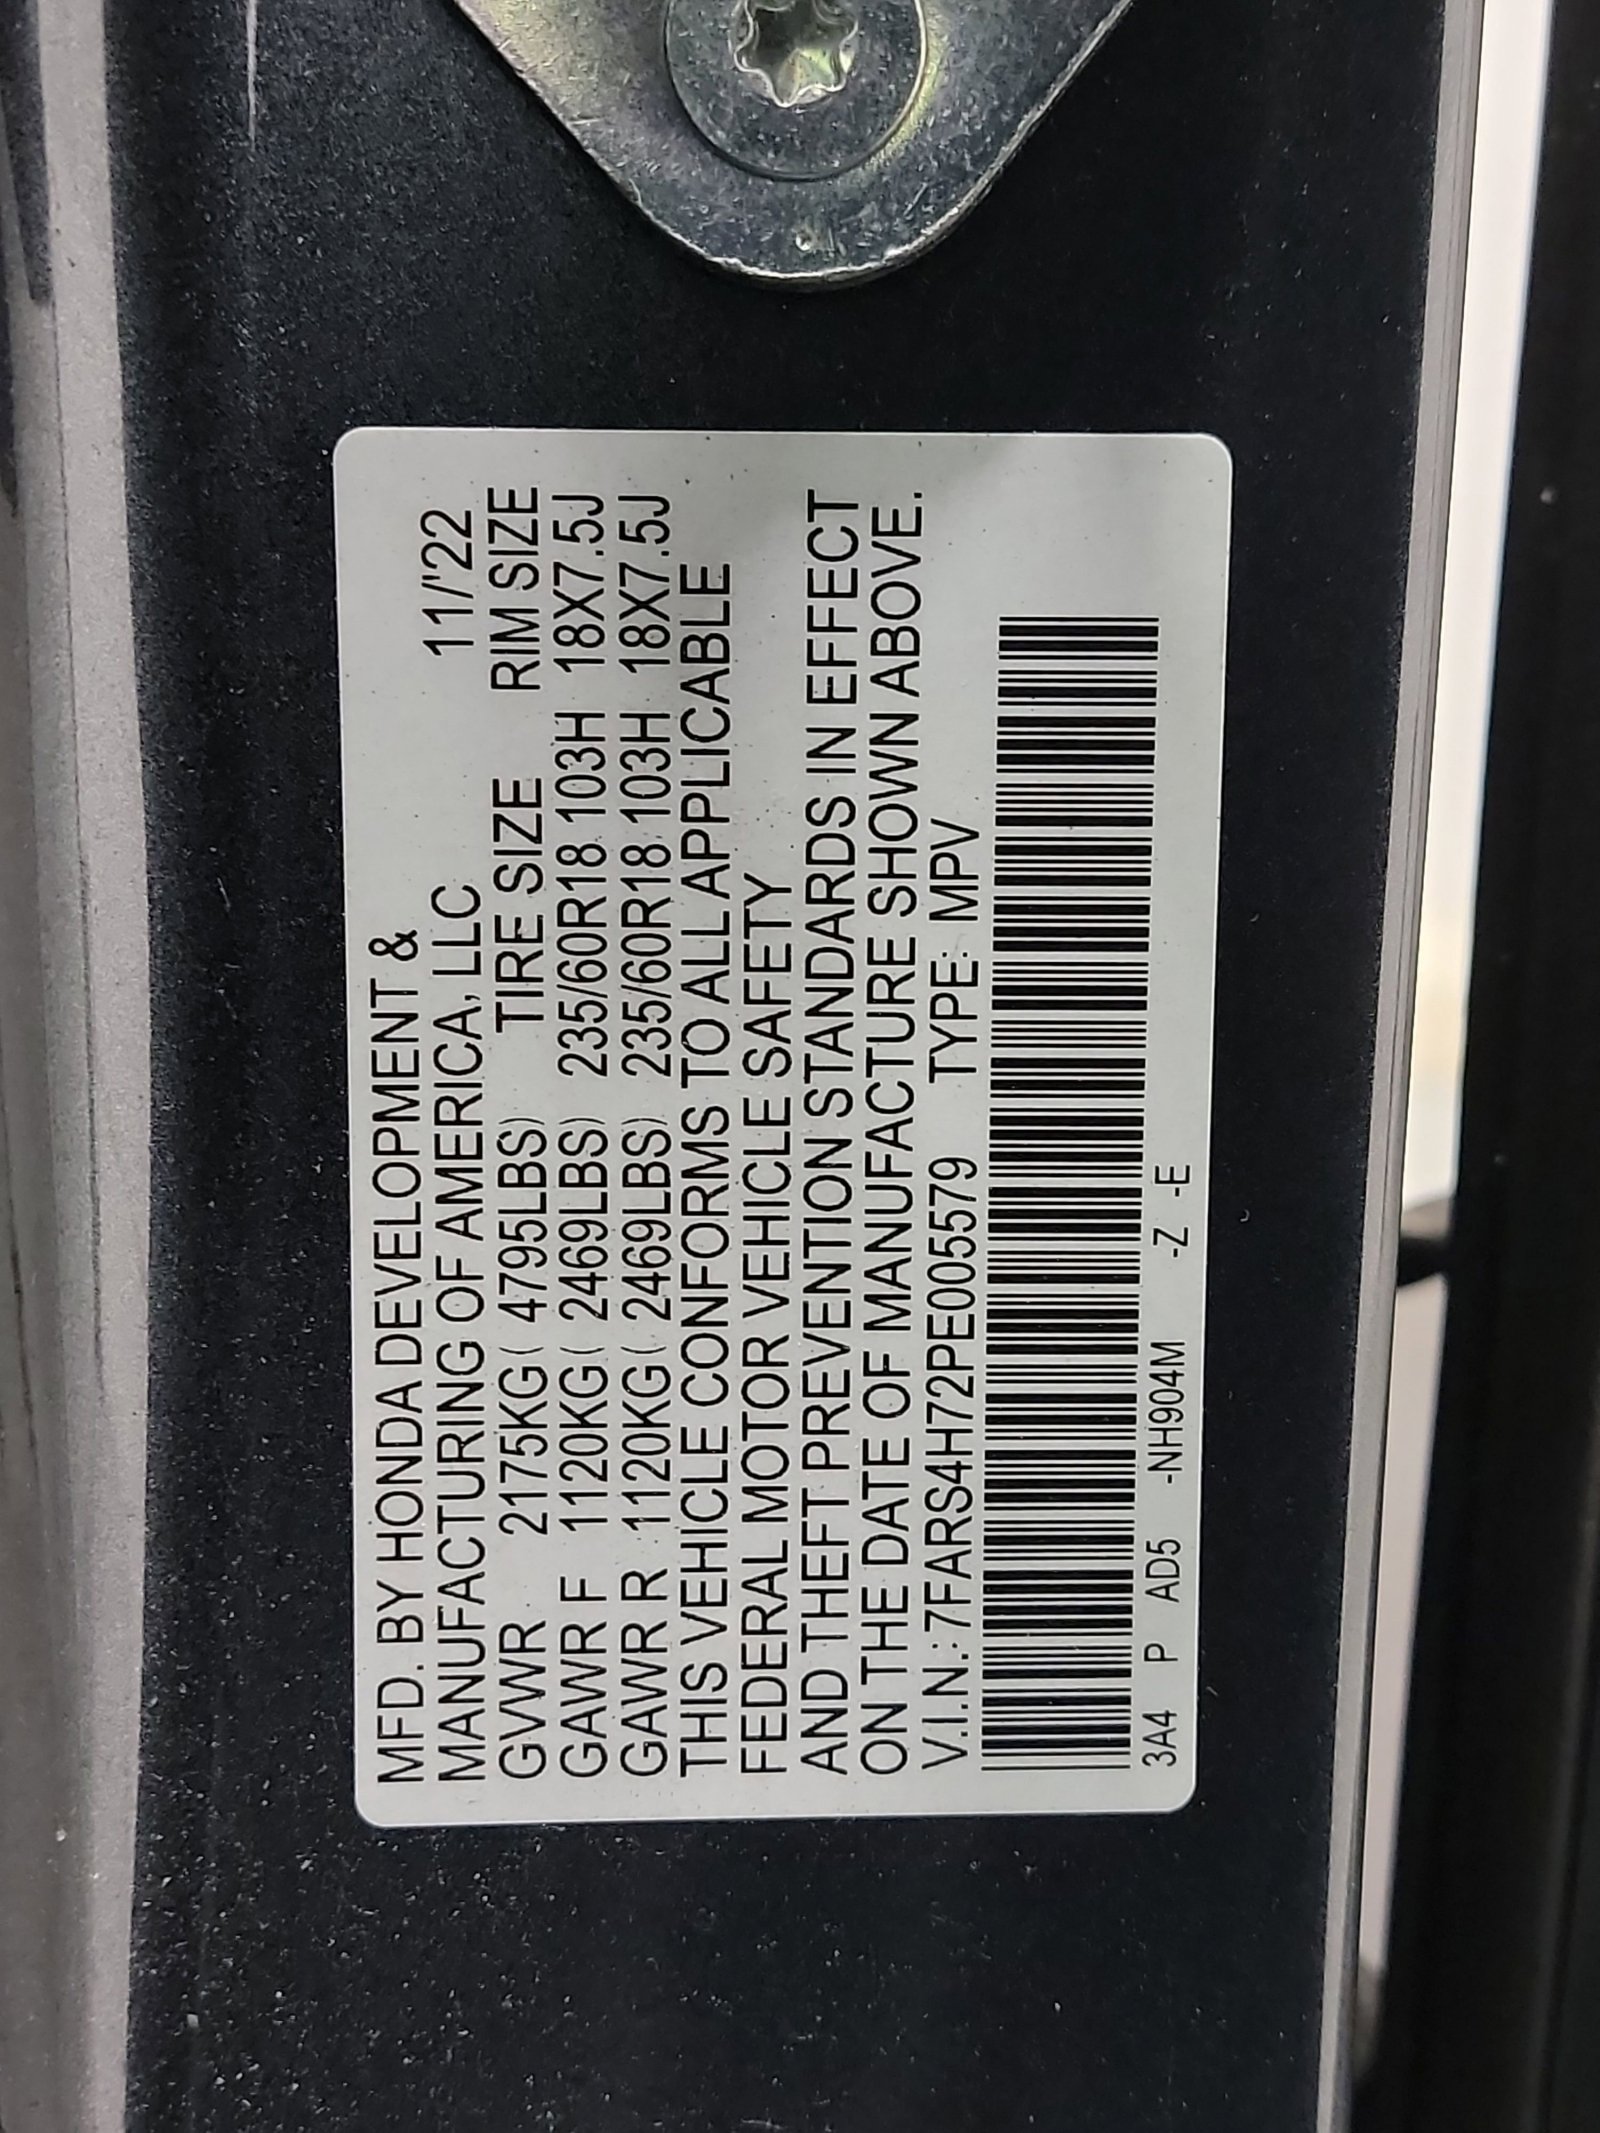 MFD. BY HONDA DEVELOPMENT &
MANUFACTURING OF AMERICA, LLC 11/'22
GVWR 2175KG( 4795LBS) TIRE SIZE RIM SIZE
GAWR F 1120KG( 2469LBS) 235/60R18 103H 18X7.5J
GAWR R 1120KG( 2469LBS) 235/60R18 103H 18X7.5J
THIS VEHICLE CONFORMS TO ALL APPLICABLE
FEDERAL MOTOR VEHICLE SAFETY
AND THEFT PREVENTION STANDARDS IN EFFECT
ON THE DATE OF MANUFACTURE SHOWN ABOVE.
V.I.N.: 7FARS4H72PE005579 TYPE: MPV
3A4 P AD5 -NH904M -Z -E